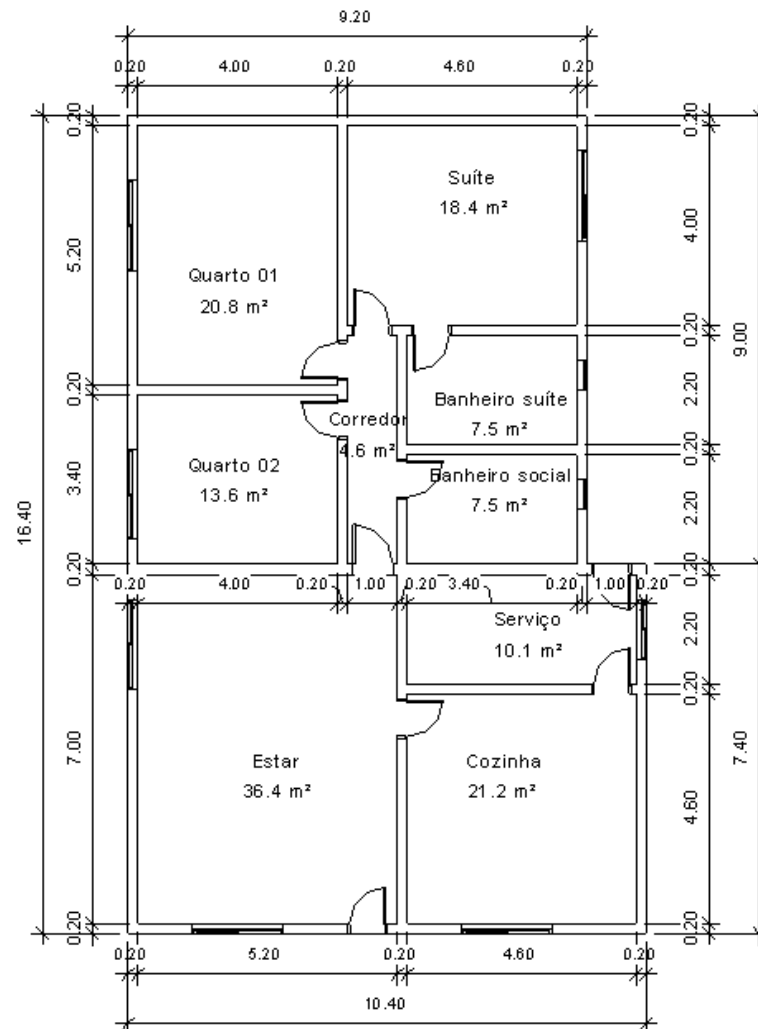 9.20
0.20 4.00 0.20 4.60 0.20
0.20
0.20
Suíte
18.4 m²
4.00
5.20
Quarto 01
20.8 m²
0.20
9.00
0.20
2.20
Banheiro suíte
7.5 m²
Corredor
4.6 m²
0.20
3.40
Quarto 02
13.6 m²
Banheiro social
7.5 m²
2.20
16.40
0.20
0.20
0.20 4.00 0.20 1.00 0.20 3.40 0.20 1.00 0.20
Serviço
10.1 m²
2.20
0.20
7.00
Estar
36.4 m²
Cozinha
21.2 m²
7.40
4.60
0.20
0.20
0.20 5.20 0.20 4.60 0.20
10.40